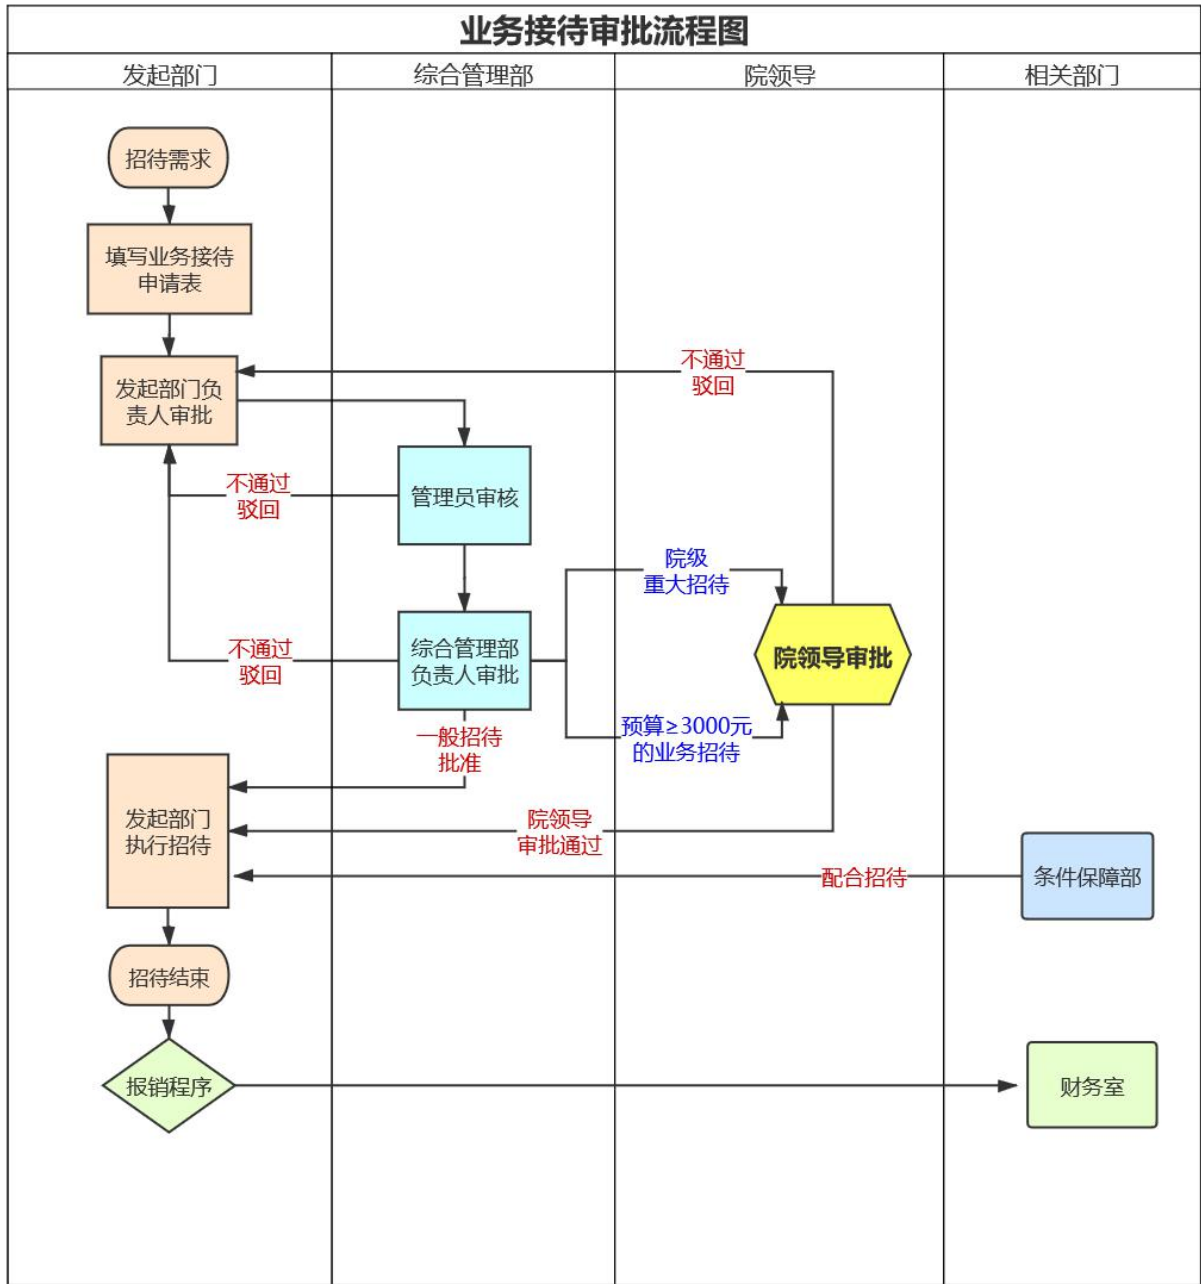 业务接待审批流程图
发起部门
综合管理部
院领导
相关部门
招待需求
填写业务接待
申请表
不通过
驳回
发起部门负
责人审批
不通过
驳回
管理员审核
院级
重大招待
不通过
驳回
综合管理部
负责人审批
院领导审批
预算≥3000元
的业务招待
一般招待
批准
发起部门
执行招待
院领导
审批通过
配合招待
条件保障部
招待结束
报销程序
财务室